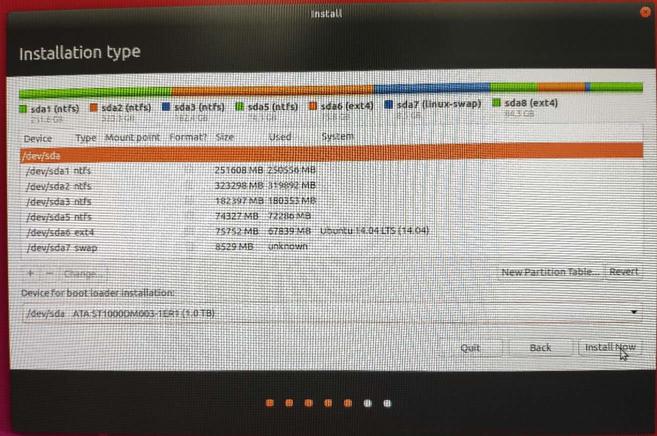 Install
Installation type
sda1 (ntfs) sda2 (ntfs) sda3 (ntfs) sda5 (ntfs) sda6 (ext4) sda7 (linux-swap) sda8 (ext4)
251.6 GB 323.3 GB 182.4 GB 74.3 GB 75.8 GB 8.5 GB 84.3 GB
Device Type Mount point Format? Size Used System
/dev/sda
/dev/sda1 ntfs 251608 MB 250556 MB
/dev/sda2 ntfs 323298 MB 319892 MB
/dev/sda3 ntfs 182397 MB 180353 MB
/dev/sda5 ntfs 74327 MB 72286 MB
/dev/sda6 ext4 75752 MB 67839 MB Ubuntu 14.04 LTS (14.04)
/dev/sda7 swap 8529 MB unknown
+ - Change... New Partition Table... Revert
Device for boot loader installation:
/dev/sda ATA ST1000DM003-1ER1 (1.0 TB)
Quit Back Install Now